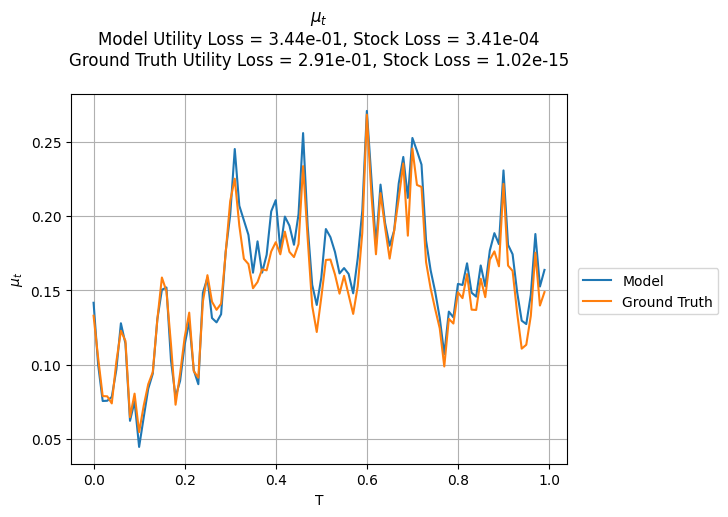 μₜ
Model Utility Loss = 3.44e-01, Stock Loss = 3.41e-04
Ground Truth Utility Loss = 2.91e-01, Stock Loss = 1.02e-15
μₜ
0.25
0.20
0.15
0.10
0.05
0.0 0.2 0.4 0.6 0.8 1.0
T
Model
Ground Truth